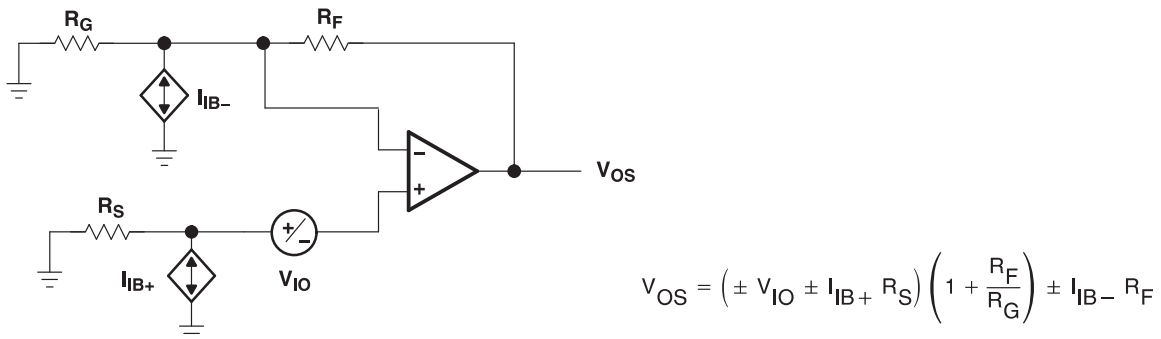 R_G
R_F
I_IB–
–
+
V_OS
R_S
+/–
I_IB+
V_IO
V_OS = ( ± V_IO ± I_IB+ R_S ) ( 1 + R_F/R_G ) ± I_IB– R_F